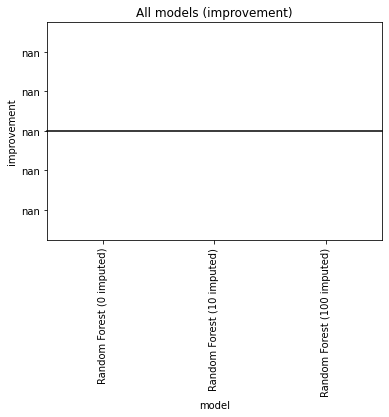 All models (improvement)
nan
nan
nan
nan
nan
improvement
Random Forest (0 imputed)
Random Forest (10 imputed)
Random Forest (100 imputed)
model